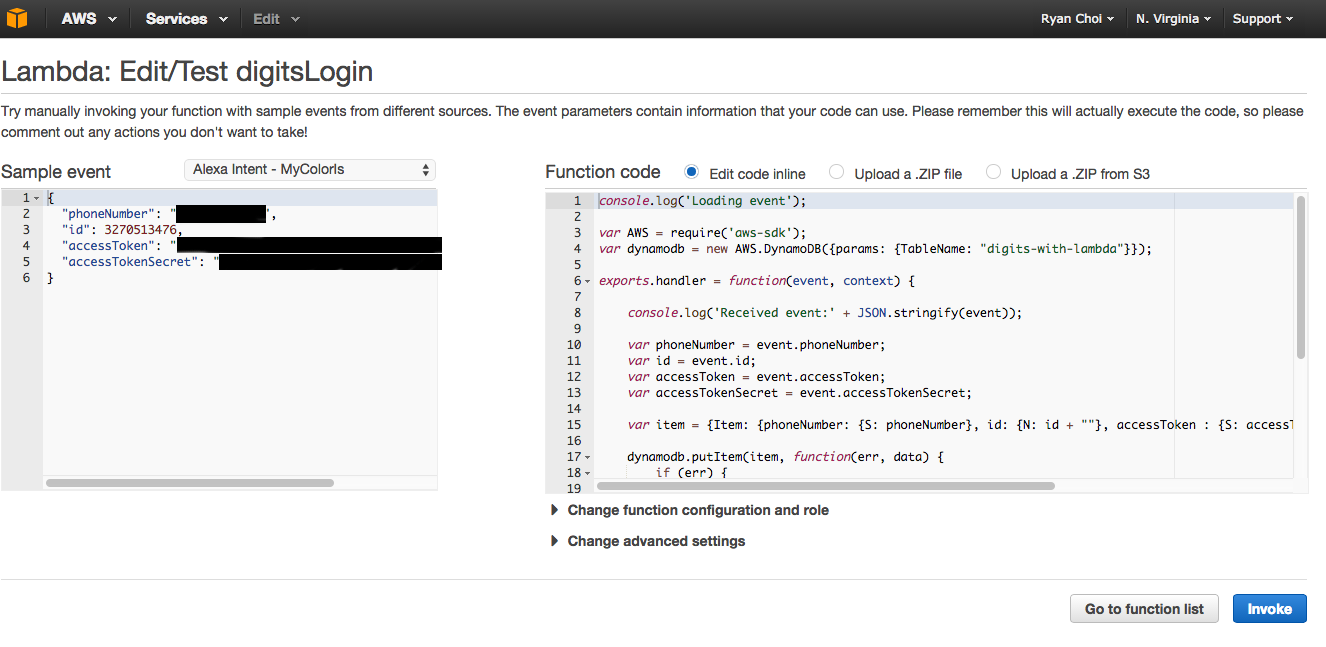 AWS Services Edit Ryan Choi N. Virginia Support
Lambda: Edit/Test digitsLogin
Try manually invoking your function with sample events from different sources. The event parameters contain information that your code can use. Please remember this will actually execute the code, so please
comment out any actions you don't want to take!
Sample event Alexa Intent - MyColorIs
1 {
2 "phoneNumber": " ',
3 "id": 3270513476,
4 "accessToken": "
5 "accessTokenSecret": "
6 }
Function code Edit code inline Upload a .ZIP file Upload a .ZIP from S3
1 console.log('Loading event');
2
3 var AWS = require('aws-sdk');
4 var dynamodb = new AWS.DynamoDB({params: {TableName: "digits-with-lambda"}});
5
6 exports.handler = function(event, context) {
7
8 console.log('Received event:' + JSON.stringify(event));
9
10 var phoneNumber = event.phoneNumber;
11 var id = event.id;
12 var accessToken = event.accessToken;
13 var accessTokenSecret = event.accessTokenSecret;
14
15 var item = {Item: {phoneNumber: {S: phoneNumber}, id: {N: id + ""}, accessToken : {S: access
16
17 dynamodb.putItem(item, function(err, data) {
18 if (err) {
19
Change function configuration and role
Change advanced settings
Go to function list Invoke